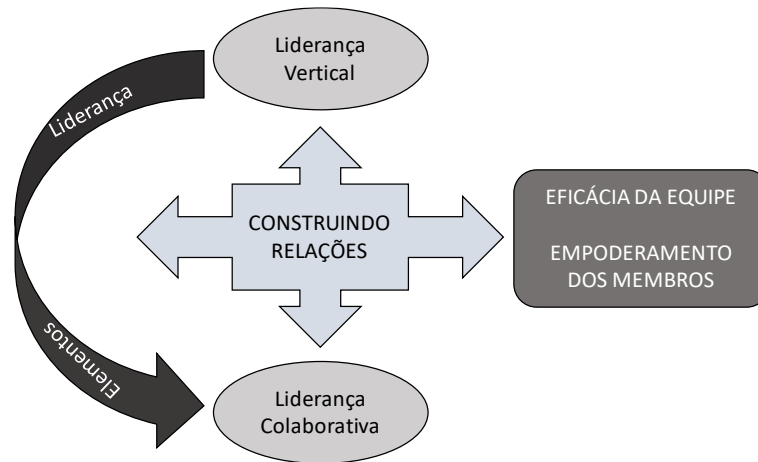 Liderança
Vertical
Liderança
CONSTRUINDO
RELAÇÕES
EFICÁCIA DA EQUIPE
EMPODERAMENTO
DOS MEMBROS
Elementos
Liderança
Colaborativa